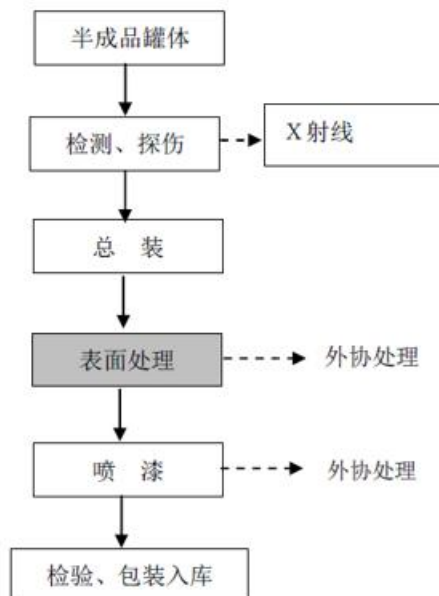 半成品罐体
检测、探伤
X射线
总 装
表面处理
外协处理
喷 漆
外协处理
检验、包装入库